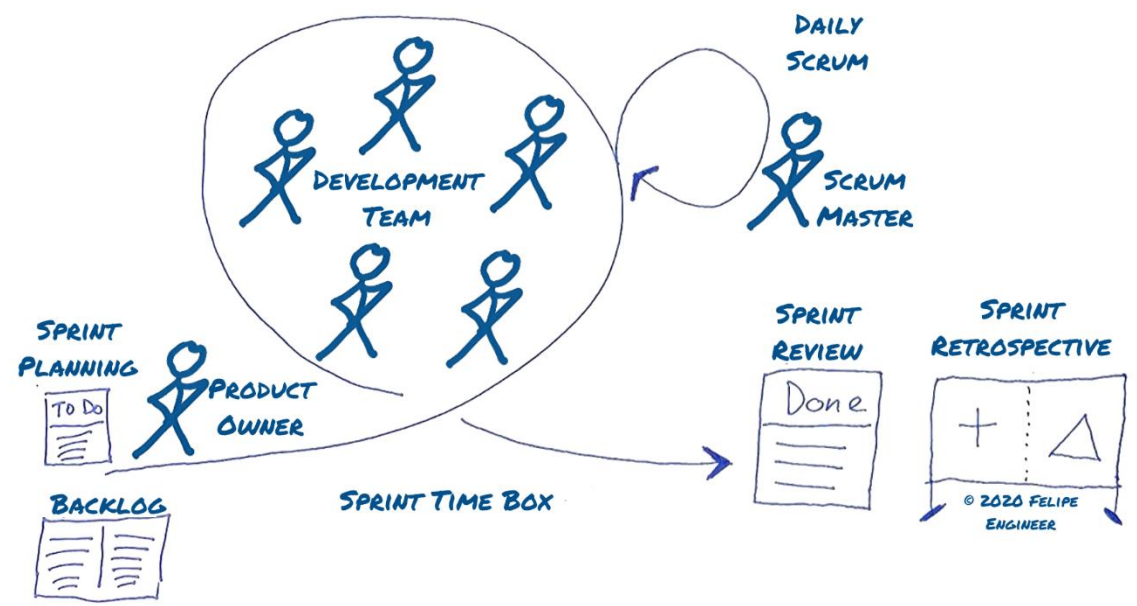 DAILY
SCRUM
DEVELOPMENT
TEAM
SCRUM
MASTER
SPRINT
PLANNING
TO DO
PRODUCT
OWNER
SPRINT
REVIEW
Done
SPRINT
RETROSPECTIVE
© 2020 FELIPE
ENGINEER
BACKLOG
SPRINT TIME BOX